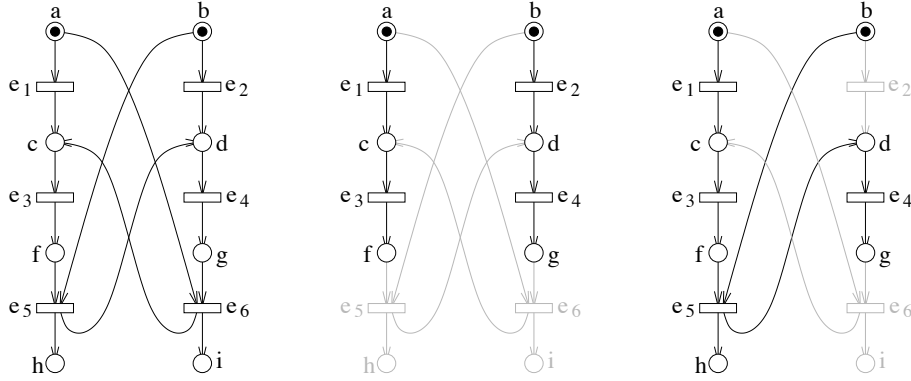 a b a b a b
e1 e2 e1 e2 e1 e2
c d c d c d
e3 e4 e3 e4 e3 e4
f g f g f g
e5 e6 e5 e6 e5 e6
h i h i h i